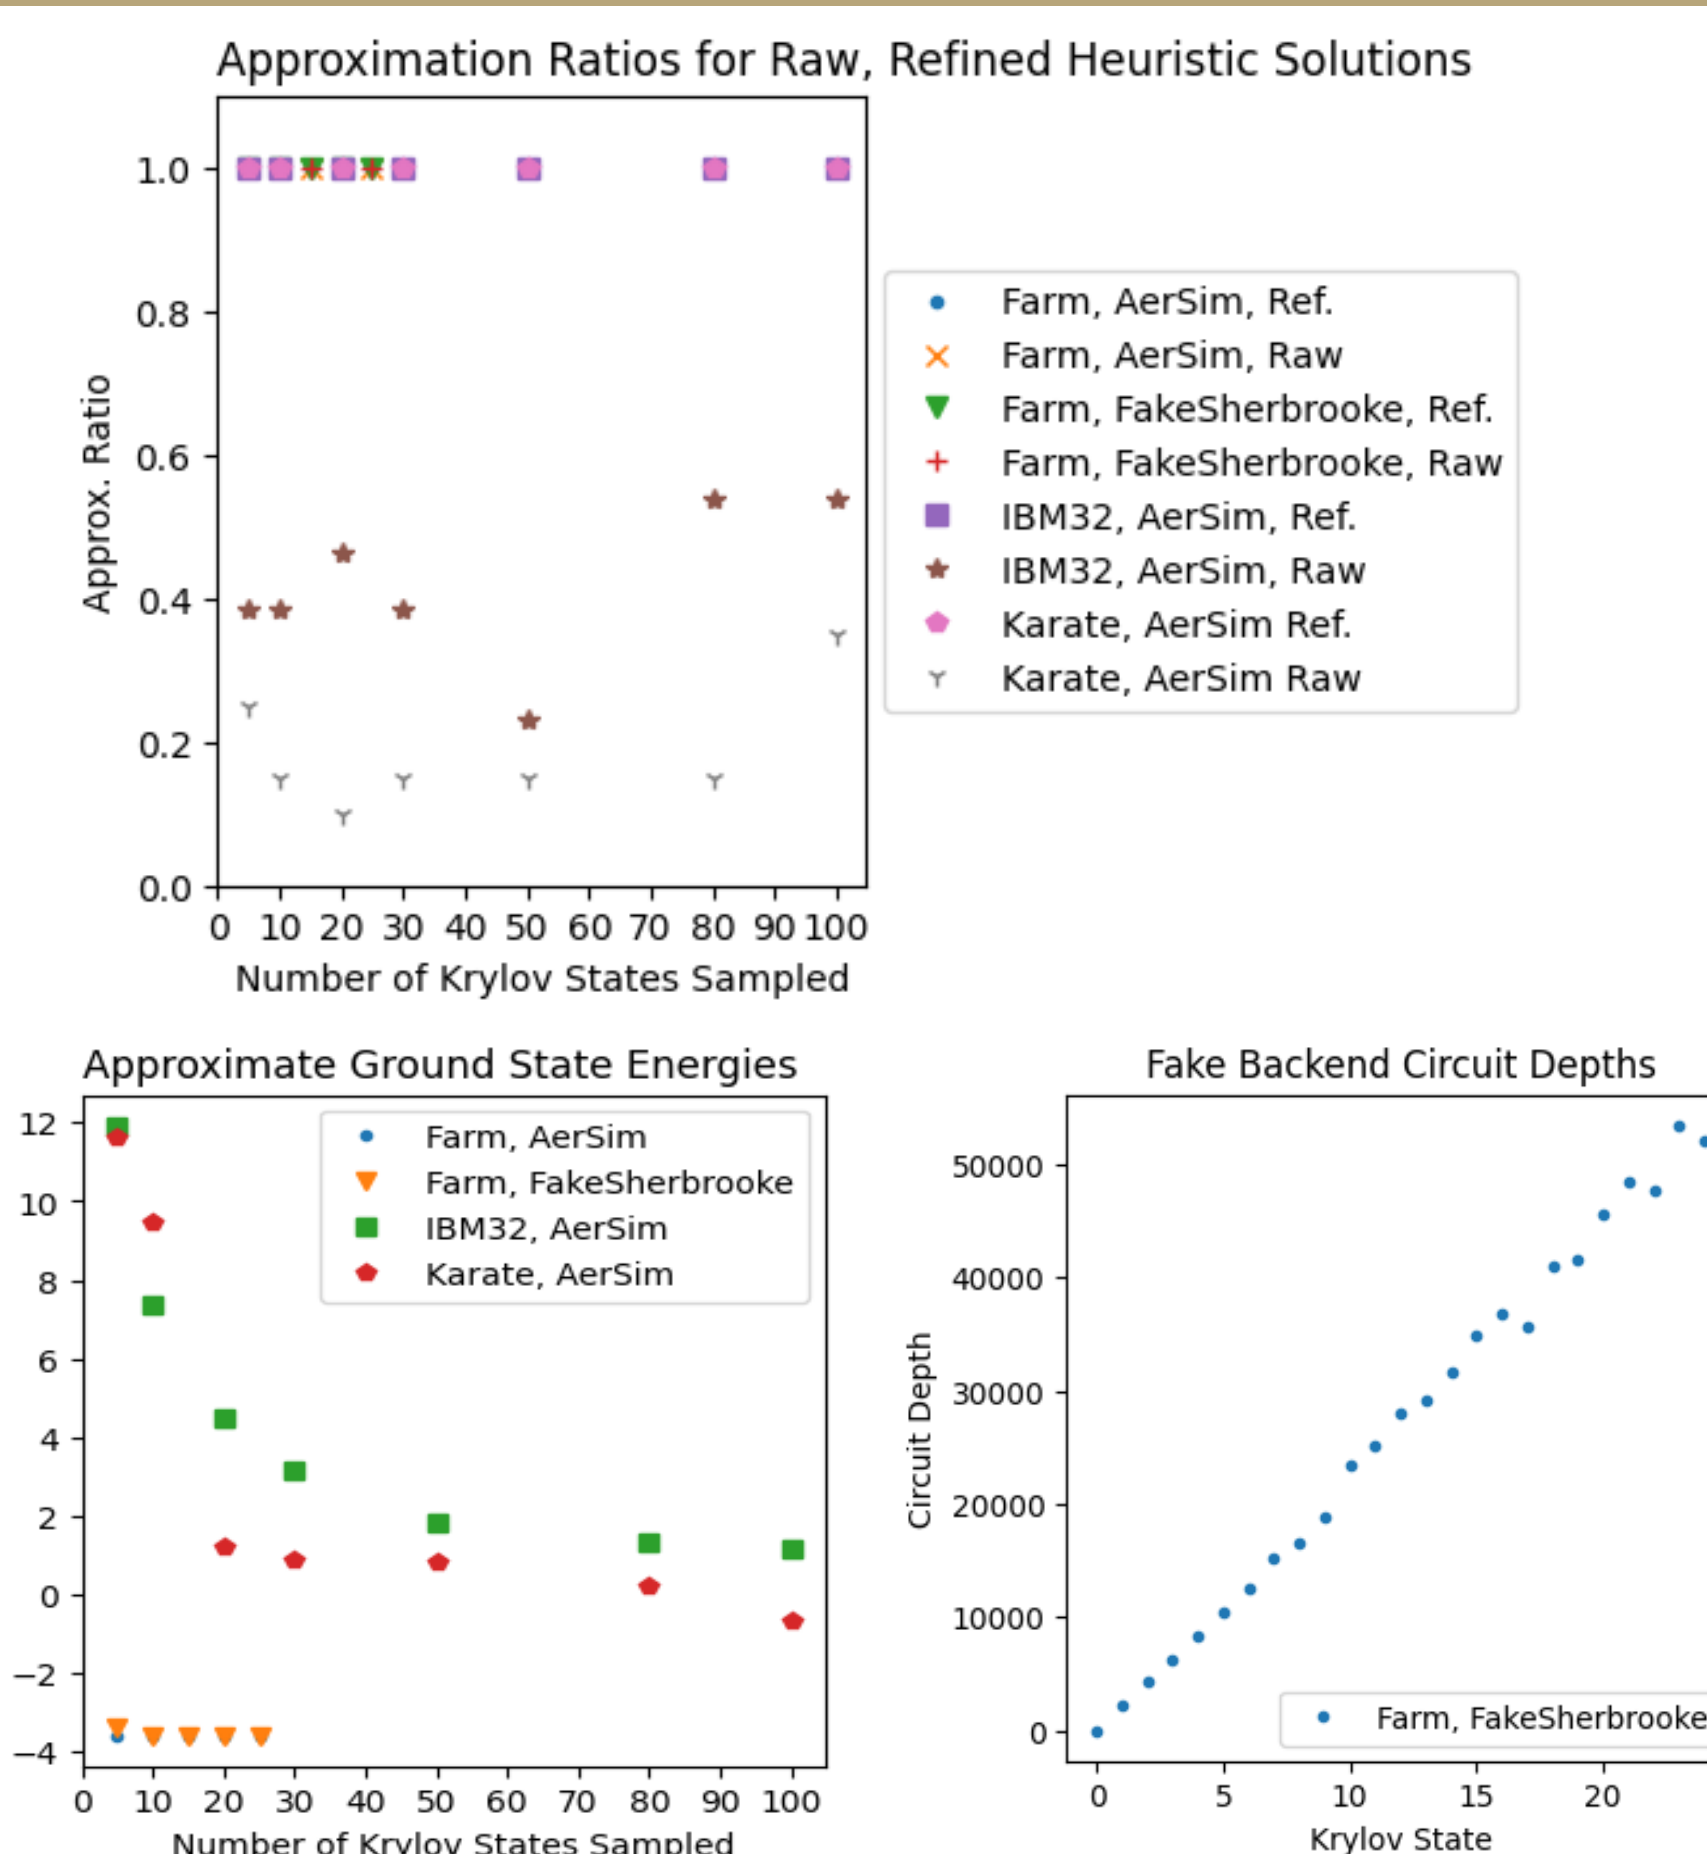 Approximation Ratios for Raw, Refined Heuristic Solutions
1.0
0.8
0.6
0.4
0.2
0.0
Approx. Ratio
0 10 20 30 40 50 60 70 80 90 100
Number of Krylov States Sampled
Farm, AerSim, Ref.
Farm, AerSim, Raw
Farm, FakeSherbrooke, Ref.
Farm, FakeSherbrooke, Raw
IBM32, AerSim, Ref.
IBM32, AerSim, Raw
Karate, AerSim Ref.
Karate, AerSim Raw
Approximate Ground State Energies
12
10
8
6
4
2
0
−2
−4
Farm, AerSim
Farm, FakeSherbrooke
IBM32, AerSim
Karate, AerSim
0 10 20 30 40 50 60 70 80 90 100
Number of Krylov States Sampled
Fake Backend Circuit Depths
50000
40000
30000
20000
10000
0
Circuit Depth
Farm, FakeSherbrooke
0 5 10 15 20
Krylov State